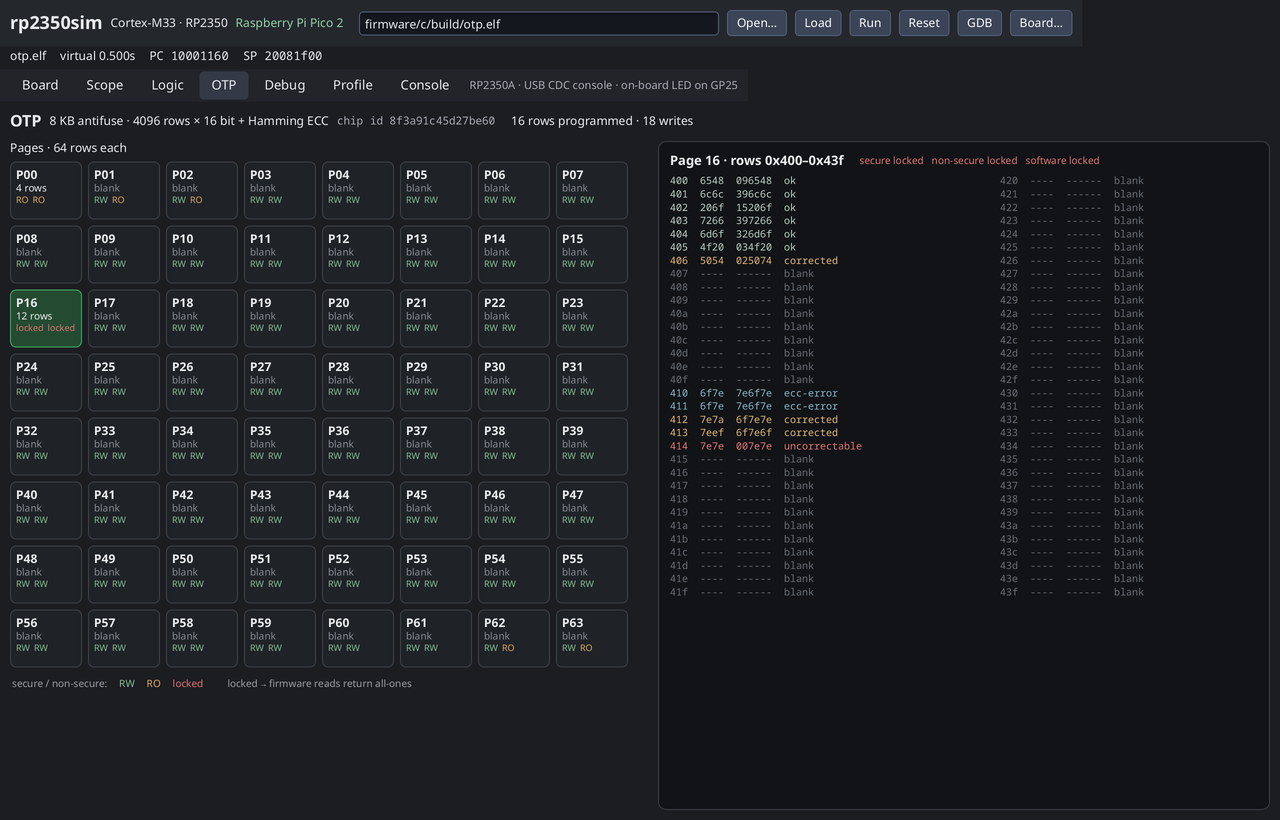 rp2350sim Cortex-M33 · RP2350 Raspberry Pi Pico 2 firmware/c/build/otp.elf Open... Load Run Reset GDB Board...
otp.elf virtual 0.500s PC 10001160 SP 20081f00
Board Scope Logic OTP Debug Profile Console RP2350A · USB CDC console · on-board LED on GP25
OTP 8 KB antifuse · 4096 rows × 16 bit + Hamming ECC chip id 8f3a91c45d27be60 16 rows programmed · 18 writes
Pages · 64 rows each
P00 P01 P02 P03 P04 P05 P06 P07
4 rows blank blank blank blank blank blank blank
RO RO RW RO RW RO RW RW RW RW RW RW RW RW RW RW
P08 P09 P10 P11 P12 P13 P14 P15
blank blank blank blank blank blank blank blank
RW RW RW RW RW RW RW RW RW RW RW RW RW RW RW RW
P16 P17 P18 P19 P20 P21 P22 P23
12 rows blank blank blank blank blank blank blank
locked locked RW RW RW RW RW RW RW RW RW RW RW RW RW RW
P24 P25 P26 P27 P28 P29 P30 P31
blank blank blank blank blank blank blank blank
RW RW RW RW RW RW RW RW RW RW RW RW RW RW RW RW
P32 P33 P34 P35 P36 P37 P38 P39
blank blank blank blank blank blank blank blank
RW RW RW RW RW RW RW RW RW RW RW RW RW RW RW RW
P40 P41 P42 P43 P44 P45 P46 P47
blank blank blank blank blank blank blank blank
RW RW RW RW RW RW RW RW RW RW RW RW RW RW RW RW
P48 P49 P50 P51 P52 P53 P54 P55
blank blank blank blank blank blank blank blank
RW RW RW RW RW RW RW RW RW RW RW RW RW RW RW RW
P56 P57 P58 P59 P60 P61 P62 P63
blank blank blank blank blank blank blank blank
RW RW RW RW RW RW RW RW RW RW RW RW RW RO RW RO
secure / non-secure: RW RO locked locked → firmware reads return all-ones
Page 16 · rows 0x400–0x43f secure locked non-secure locked software locked
400 6548 096548 ok
401 6c6c 396c6c ok
402 206f 15206f ok
403 7266 397266 ok
404 6d6f 326d6f ok
405 4f20 034f20 ok
406 5054 025074 corrected
407 ---- ------ blank
408 ---- ------ blank
409 ---- ------ blank
40a ---- ------ blank
40b ---- ------ blank
40c ---- ------ blank
40d ---- ------ blank
40e ---- ------ blank
40f ---- ------ blank
410 6f7e 7e6f7e ecc-error
411 6f7e 7e6f7e ecc-error
412 7e7a 6f7e7e corrected
413 7eef 6f7e6f corrected
414 7e7e 007e7e uncorrectable
415 ---- ------ blank
416 ---- ------ blank
417 ---- ------ blank
418 ---- ------ blank
419 ---- ------ blank
41a ---- ------ blank
41b ---- ------ blank
41c ---- ------ blank
41d ---- ------ blank
41e ---- ------ blank
41f ---- ------ blank
420 ---- ------ blank
421 ---- ------ blank
422 ---- ------ blank
423 ---- ------ blank
424 ---- ------ blank
425 ---- ------ blank
426 ---- ------ blank
427 ---- ------ blank
428 ---- ------ blank
429 ---- ------ blank
42a ---- ------ blank
42b ---- ------ blank
42c ---- ------ blank
42d ---- ------ blank
42e ---- ------ blank
42f ---- ------ blank
430 ---- ------ blank
431 ---- ------ blank
432 ---- ------ blank
433 ---- ------ blank
434 ---- ------ blank
435 ---- ------ blank
436 ---- ------ blank
437 ---- ------ blank
438 ---- ------ blank
439 ---- ------ blank
43a ---- ------ blank
43b ---- ------ blank
43c ---- ------ blank
43d ---- ------ blank
43e ---- ------ blank
43f ---- ------ blank